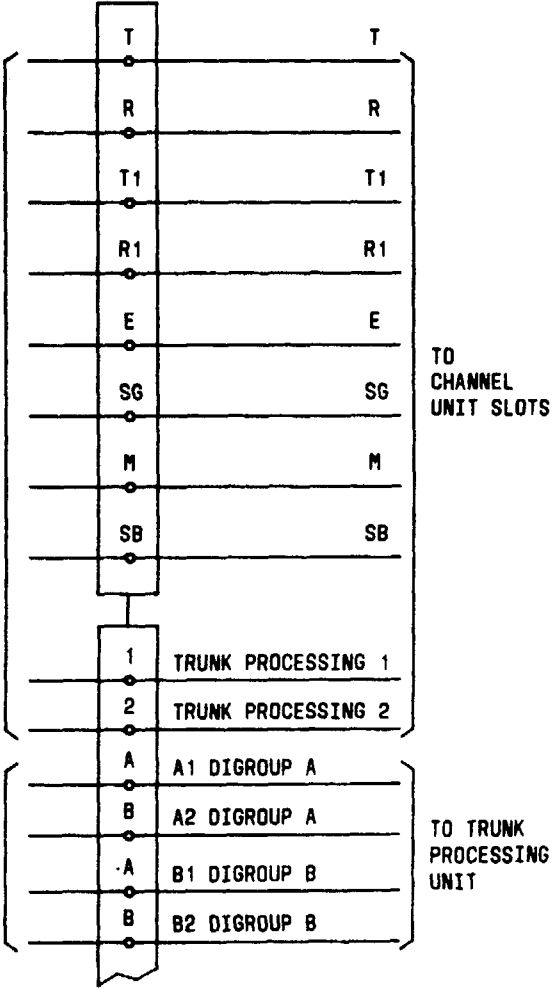 T T
R R
T1 T1
R1 R1
E E
SG SG
M M
SB SB
TO
CHANNEL
UNIT SLOTS
1 TRUNK PROCESSING 1
2 TRUNK PROCESSING 2
A A1 DIGROUP A
B A2 DIGROUP A
A B1 DIGROUP B
B B2 DIGROUP B
TO TRUNK
PROCESSING
UNIT